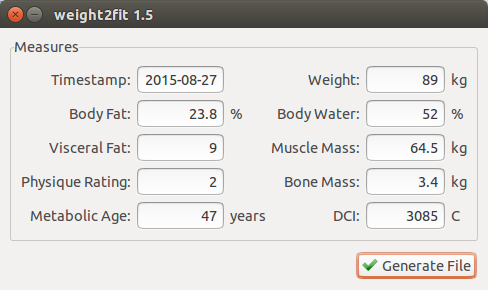 weight2fit 1.5
Measures
Timestamp: 2015-08-27 Weight: 89 kg
Body Fat: 23.8 % Body Water: 52 %
Visceral Fat: 9 Muscle Mass: 64.5 kg
Physique Rating: 2 Bone Mass: 3.4 kg
Metabolic Age: 47 years DCI: 3085 C
Generate File